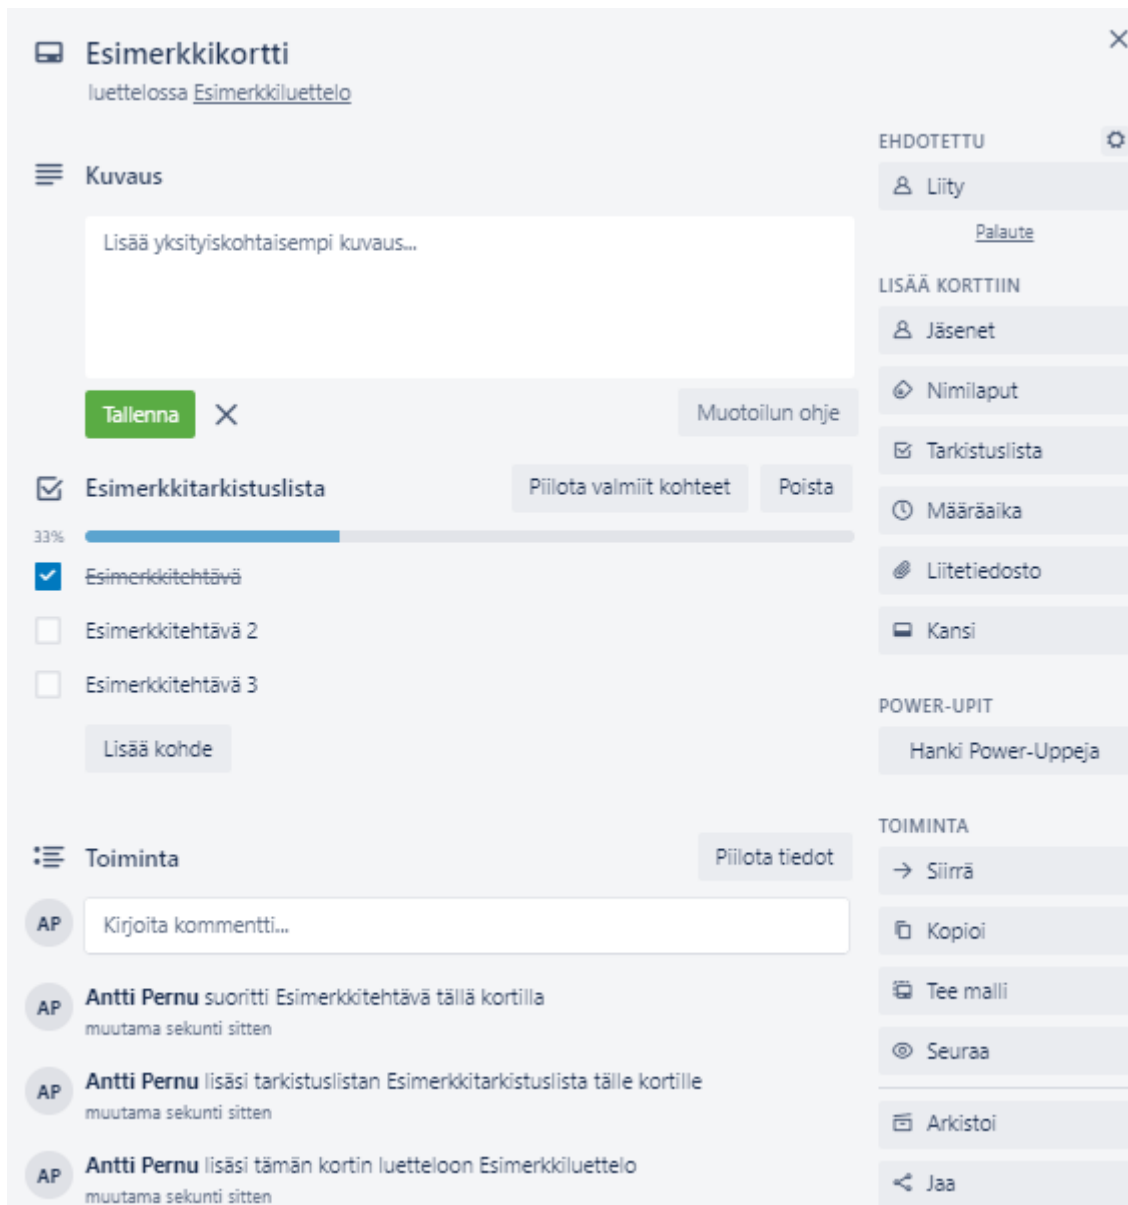 Esimerkkikortti
luettelossa Esimerkkiluettelo
Kuvaus
Lisää yksityiskohtaisempi kuvaus...
Tallenna
Muotoilun ohje
Esimerkkitarkistuslista
Piilota valmiit kohteet
Poista
33%
Esimerkkitehtävä
Esimerkkitehtävä 2
Esimerkkitehtävä 3
Lisää kohde
Toiminta
Piilota tiedot
AP
Kirjoita kommentti...
AP
Antti Pernu suoritti Esimerkkitehtävä tällä kortilla
muutama sekunti sitten
AP
Antti Pernu lisäsi tarkistuslistan Esimerkkitarkistuslista tälle kortille
muutama sekunti sitten
AP
Antti Pernu lisäsi tämän kortin luetteloon Esimerkkiluettelo
muutama sekunti sitten
EHDOTETTU
Liity
Palaute
LISÄÄ KORTTIIN
Jäsenet
Nimilaput
Tarkistuslista
Määräaika
Liitetiedosto
Kansi
POWER-UPIT
Hanki Power-Uppeja
TOIMINTA
Siirrä
Kopioi
Tee malli
Seuraa
Arkistoi
Jaa